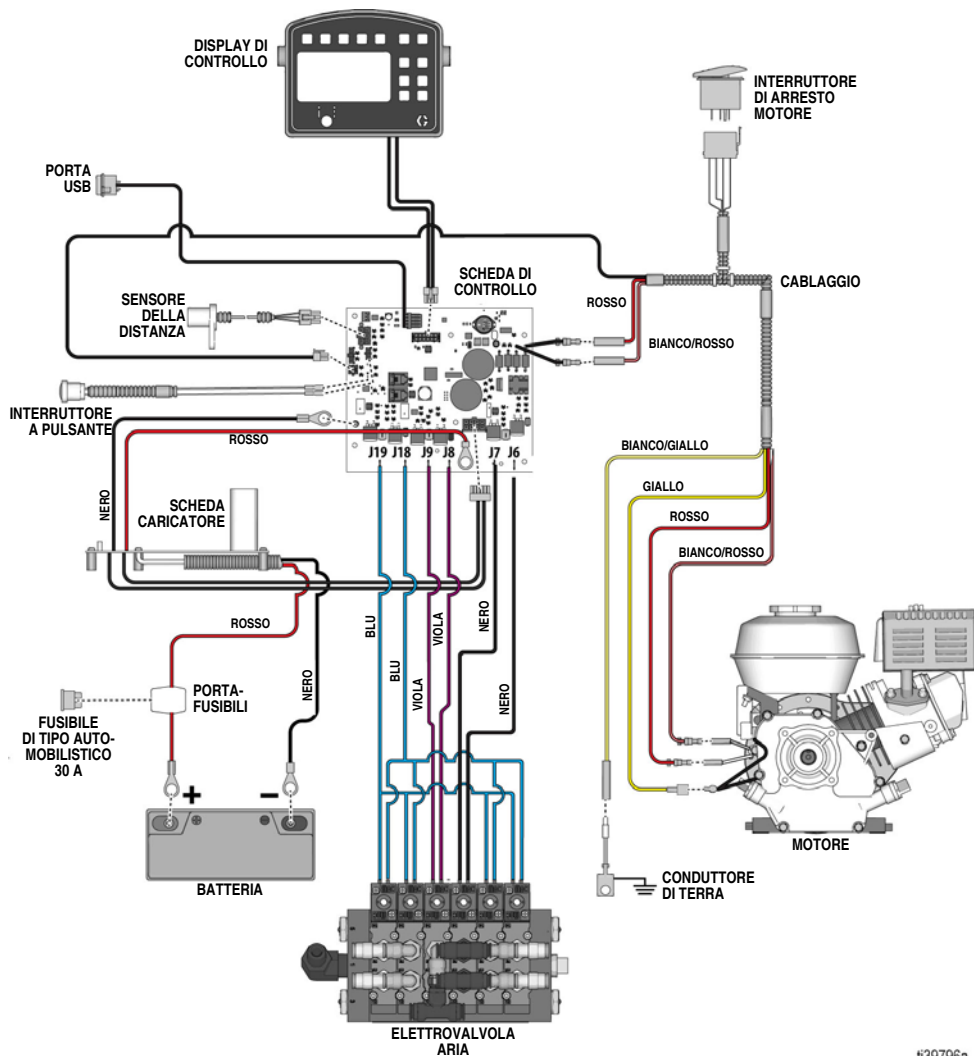 DISPLAY DI
CONTROLLO
INTERRUTTORE
DI ARRESTO
MOTORE
PORTA
USB
SCHEDA DI
CONTROLLO
CABLAGGIO
SENSORE
DELLA
DISTANZA
ROSSO
BIANCO/ROSSO
INTERRUTTORE
A PULSANTE
ROSSO
J19
J18
J9
J8
J7
J6
BIANCO/GIALLO
GIALLO
ROSSO
BIANCO/ROSSO
NERO
SCHEDA
CARICATORE
BLU
BLU
VIOLA
VIOLA
NERO
NERO
ROSSO
NERO
PORTA-
FUSIBILI
FUSIBILE
DI TIPO AUTO-
MOBILISTICO
30 A
+
−
BATTERIA
MOTORE
CONDUTTORE
DI TERRA
ELETTROVALVOLA
ARIA